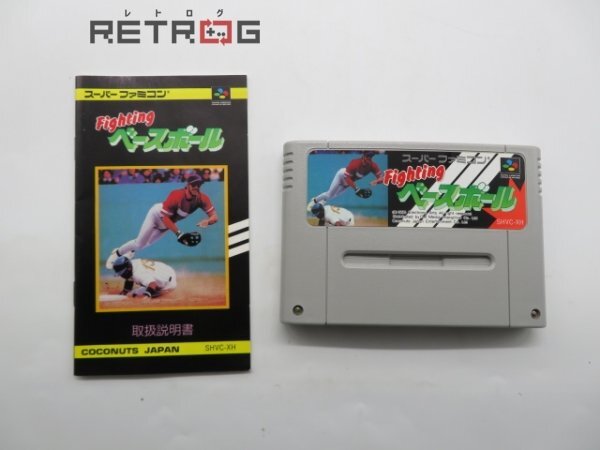 レトログ
RETROG
スーパーファミコン
Fighting
ベースボール
取扱説明書
COCONUTS JAPAN
SHVC-XH
スーパーファミコン
Fighting
ベースボール
SHVC-XH